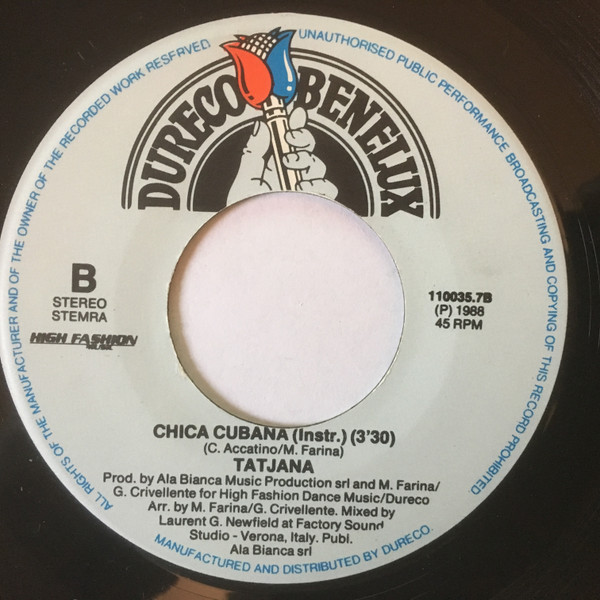 ALL RIGHTS OF THE MANUFACTURER AND OF THE OWNER OF THE RECORDED WORK RESERVED
UNAUTHORISED PUBLIC PERFORMANCE BROADCASTING AND COPYING OF THIS RECORD PROHIBITED
DURECO BENELUX
B
STEREO
STEMRA
HIGH FASHION
MUSIC
110035.7B
(P) 1988
45 RPM
CHICA CUBANA (Instr.) (3'30)
(C. Accatino/M. Farina)
TATJANA
Prod. by Ala Bianca Music Production srl and M. Farina/
G. Crivellente for High Fashion Dance Music/Dureco
Arr. by M. Farina/G. Crivellente. Mixed by
Laurent G. Newfield at Factory Sound
Studio - Verona, Italy. Publ.
Ala Bianca srl
MANUFACTURED AND DISTRIBUTED BY DURECO.